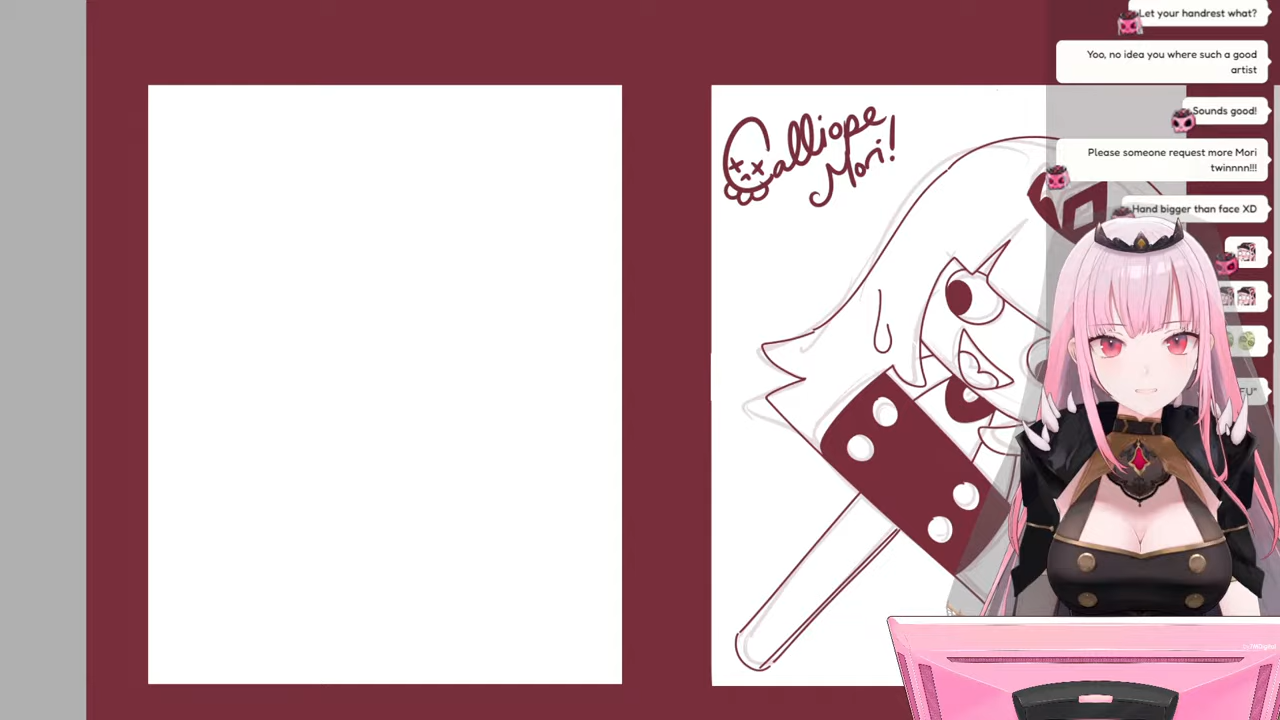 Calliope
Mori!
Let your handrest what?
Yoo, no idea you where such a good
artist
Sounds good!
Please someone request more Mori
twinnnn!!!
Hand bigger than face XD